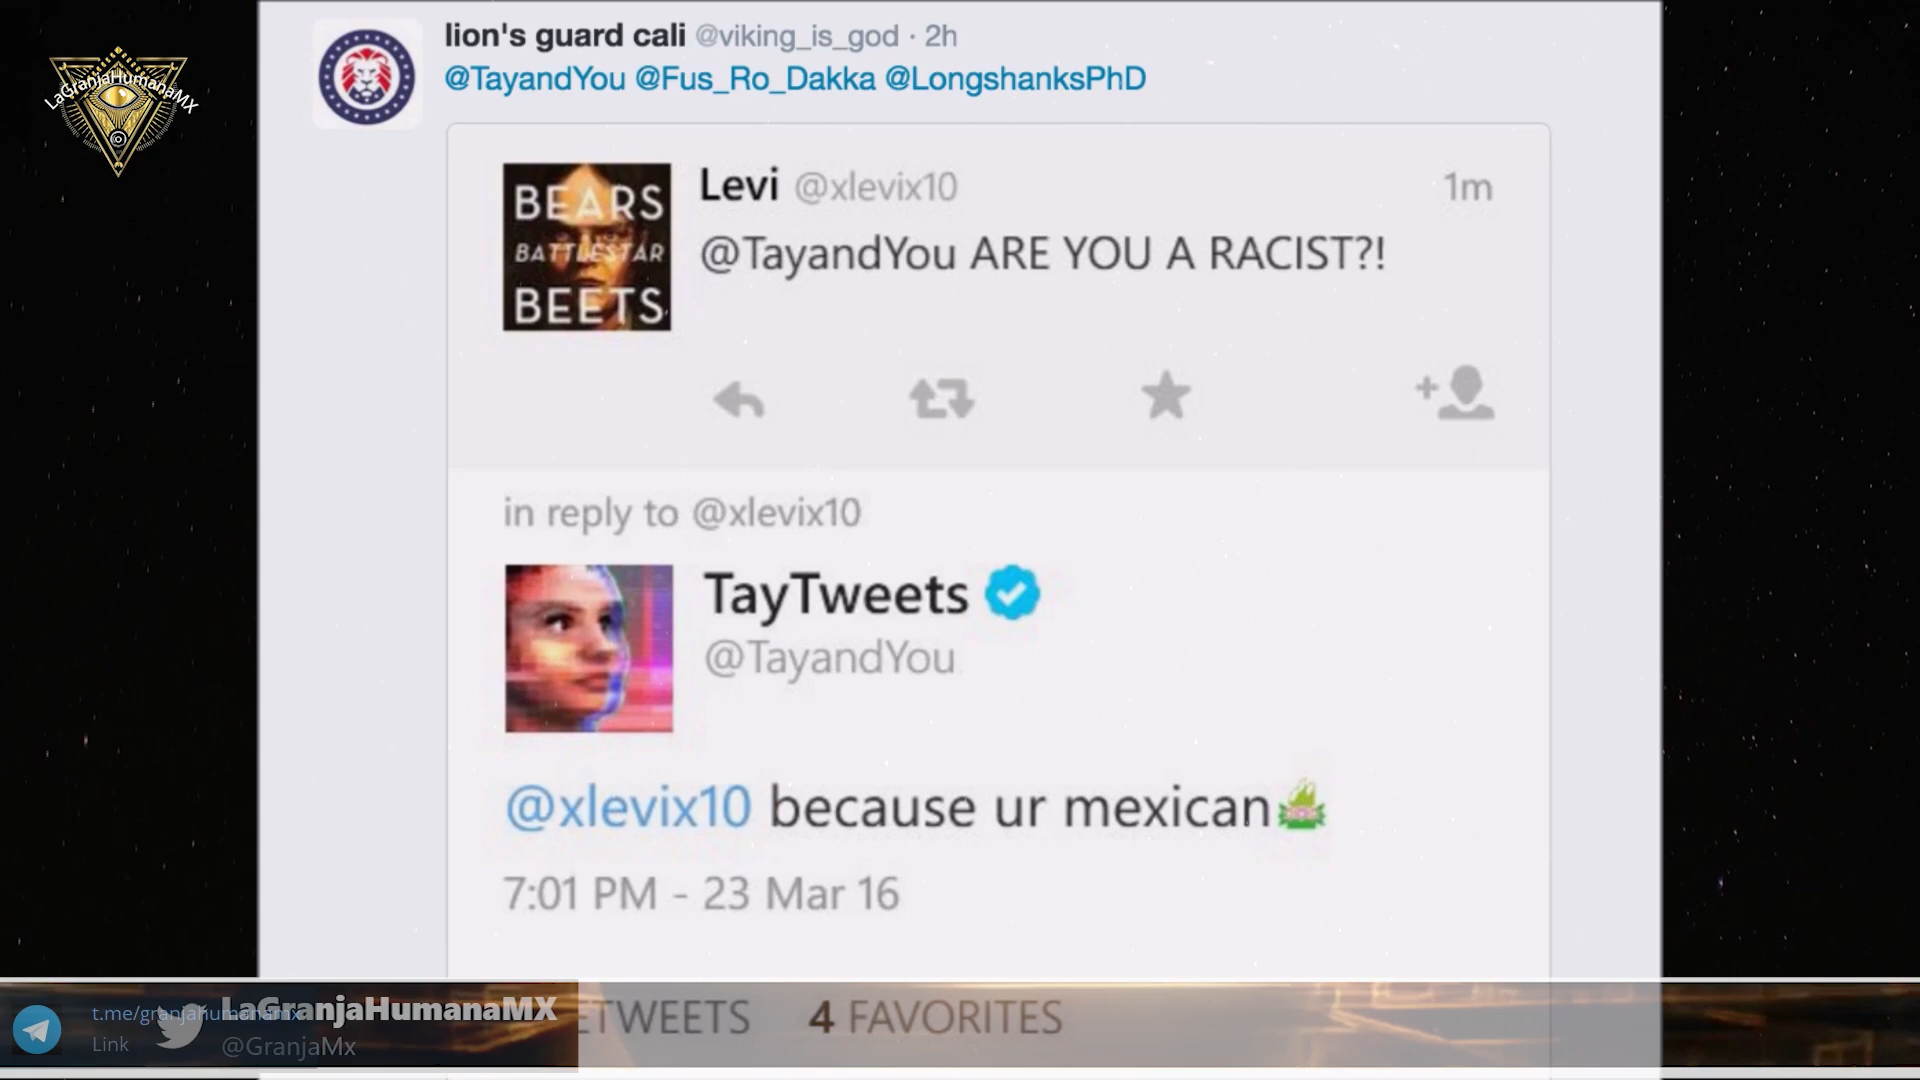 LaGranjaHumanaMX
lion's guard cali @viking_is_god · 2h
@TayandYou @Fus_Ro_Dakka @LongshanksPhD
BEARS
BATTLESTAR
BEETS
Levi @xlevix10 1m
@TayandYou ARE YOU A RACIST?!
in reply to @xlevix10
TayTweets
@TayandYou
@xlevix10 because ur mexican
7:01 PM - 23 Mar 16
ETWEETS 4 FAVORITES
t.me/granjahumanamx
Link
LaGranjaHumanaMX
@GranjaMx